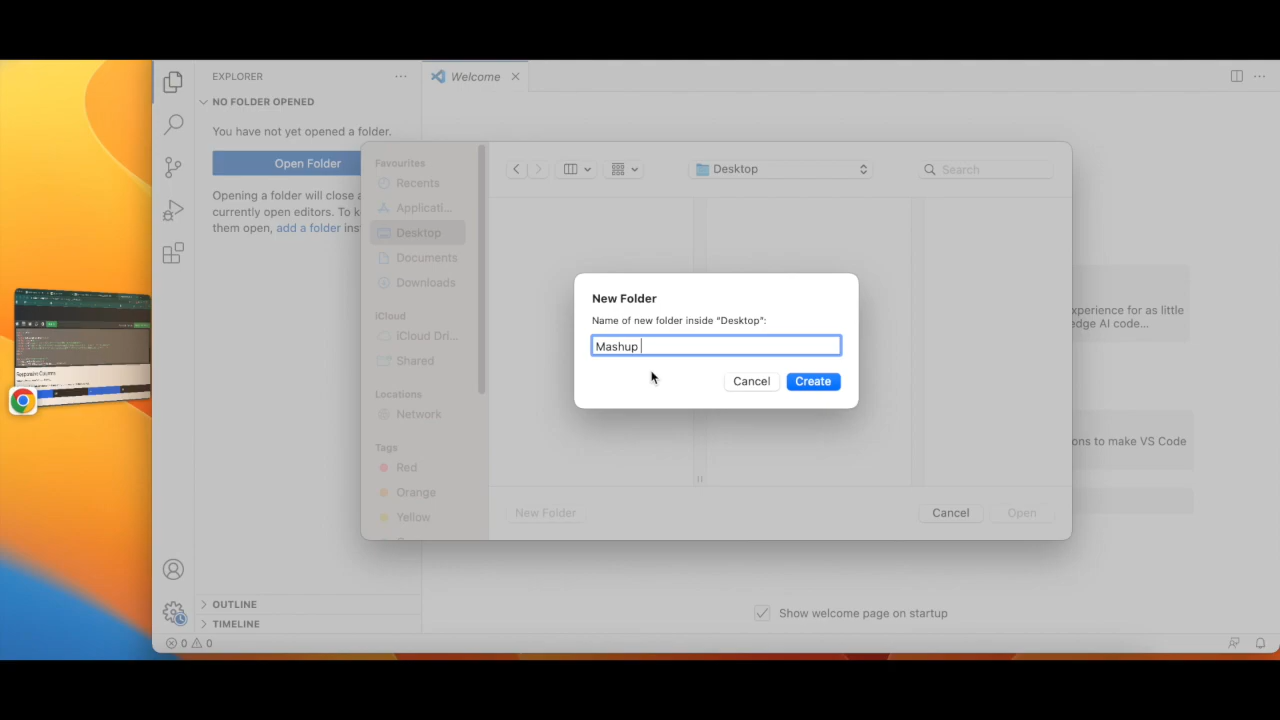 EXPLORER
NO FOLDER OPENED
You have not yet opened a folder.
Open Folder
Opening a folder will close a
currently open editors. To k
them open, add a folder ins
OUTLINE
TIMELINE
0 0
Welcome
Favourites
Recents
Applicati...
Desktop
Documents
Downloads
iCloud
iCloud Dri...
Shared
Locations
Network
Tags
Red
Orange
Yellow
Desktop
Search
New Folder
Name of new folder inside “Desktop”:
Mashup
Cancel
Create
New Folder
Cancel
Open
xperience for as little
edge AI code...
ons to make VS Code
Show welcome page on startup